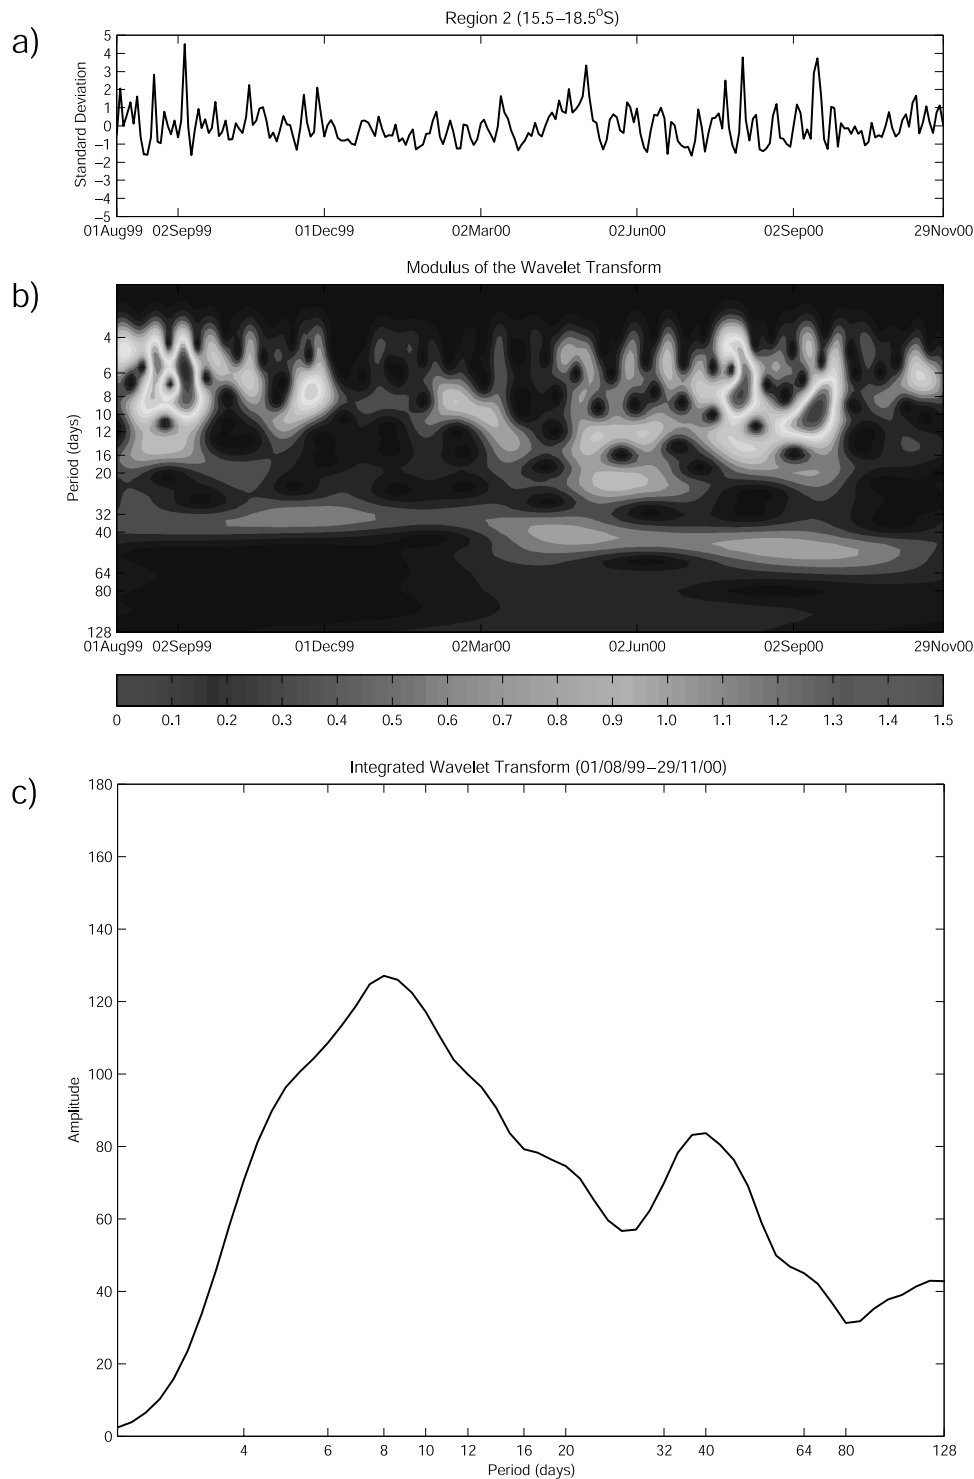 a)
Region 2 (15.5–18.5°S)
Standard Deviation
5
4
3
2
1
0
–1
–2
–3
–4
–5
01Aug99 02Sep99 01Dec99 02Mar00 02Jun00 02Sep00 29Nov00
b)
Modulus of the Wavelet Transform
Period (days)
4
6
8
10
12
16
20
32
40
64
80
128
01Aug99 02Sep99 01Dec99 02Mar00 02Jun00 02Sep00 29Nov00
0 0.1 0.2 0.3 0.4 0.5 0.6 0.7 0.8 0.9 1.0 1.1 1.2 1.3 1.4 1.5
c)
Integrated Wavelet Transform (01/08/99–29/11/00)
Amplitude
180
160
140
120
100
80
60
40
20
0
4 6 8 10 12 16 20 32 40 64 80 128
Period (days)